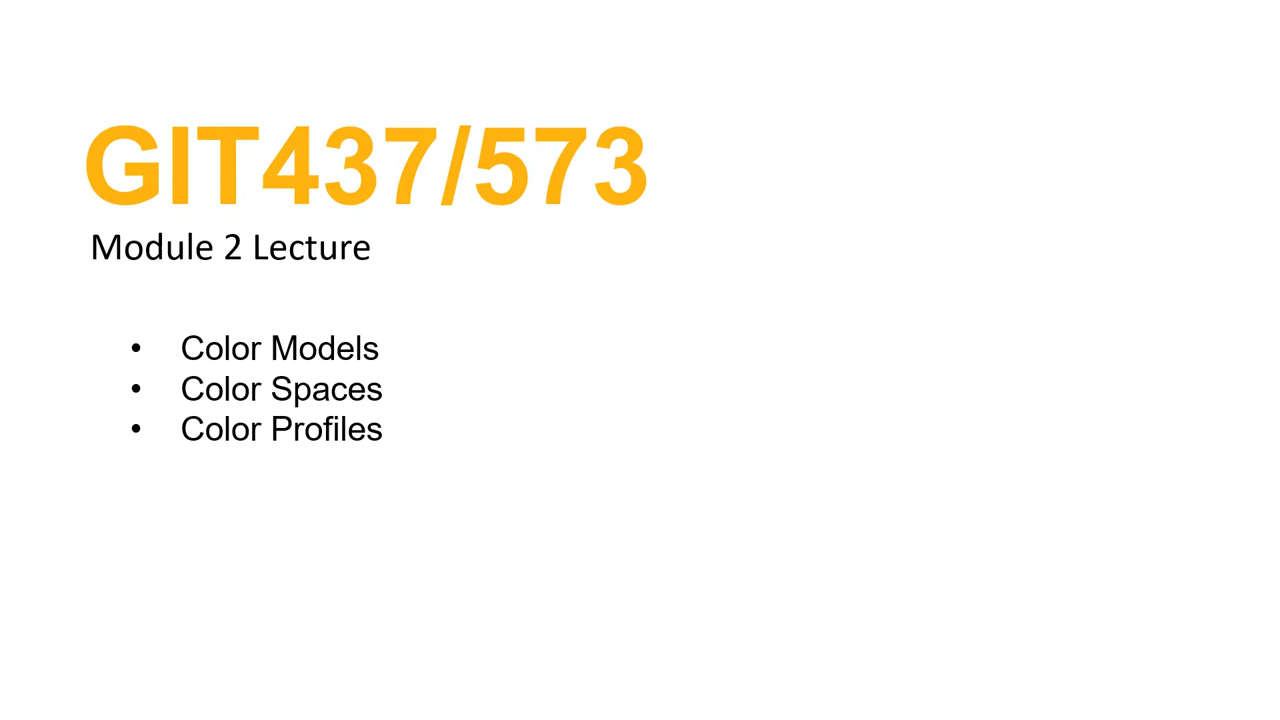 GIT437/573
Module 2 Lecture
• Color Models
• Color Spaces
• Color Profiles